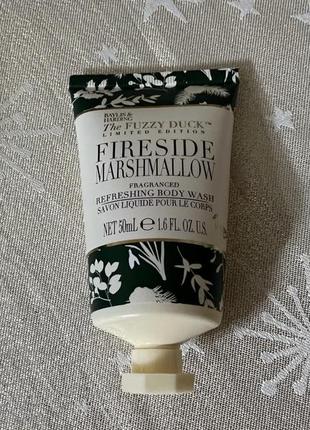 BAYLIS &
HARDING
The FUZZY DUCK™
LIMITED EDITION
FIRESIDE
MARSHMALLOW
FRAGRANCED
REFRESHING BODY WASH
SAVON LIQUIDE POUR LE CORPS
NET 50mL ℮ 1.6 FL. OZ. U.S.